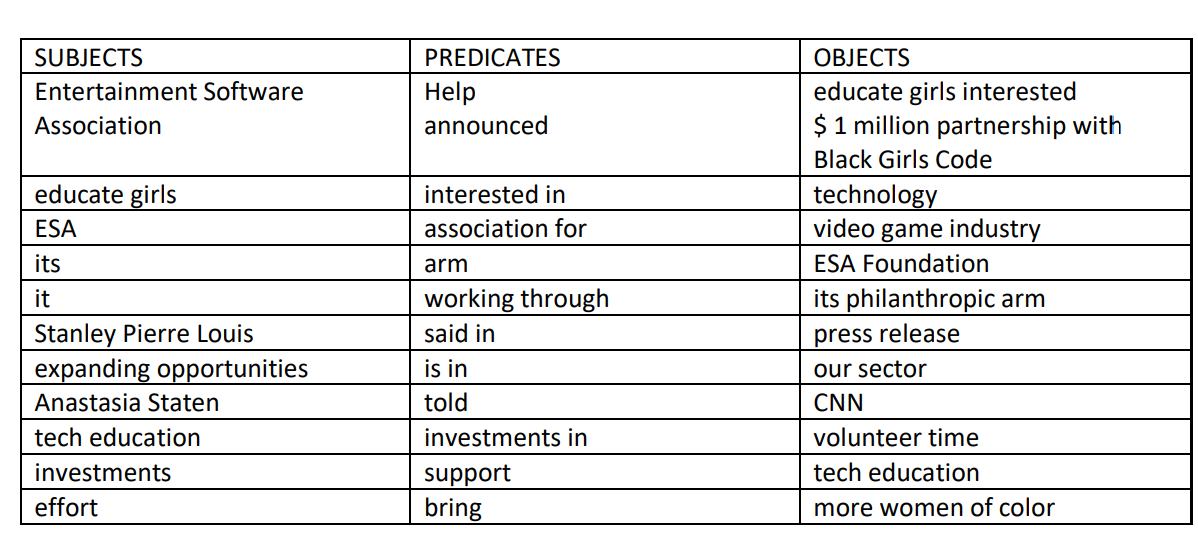 SUBJECTS PREDICATES OBJECTS
Entertainment Software Help educate girls interested
Association announced $ 1 million partnership with
Black Girls Code
educate girls interested in technology
ESA association for video game industry
its arm ESA Foundation
it working through its philanthropic arm
Stanley Pierre Louis said in press release
expanding opportunities is in our sector
Anastasia Staten told CNN
tech education investments in volunteer time
investments support tech education
effort bring more women of color